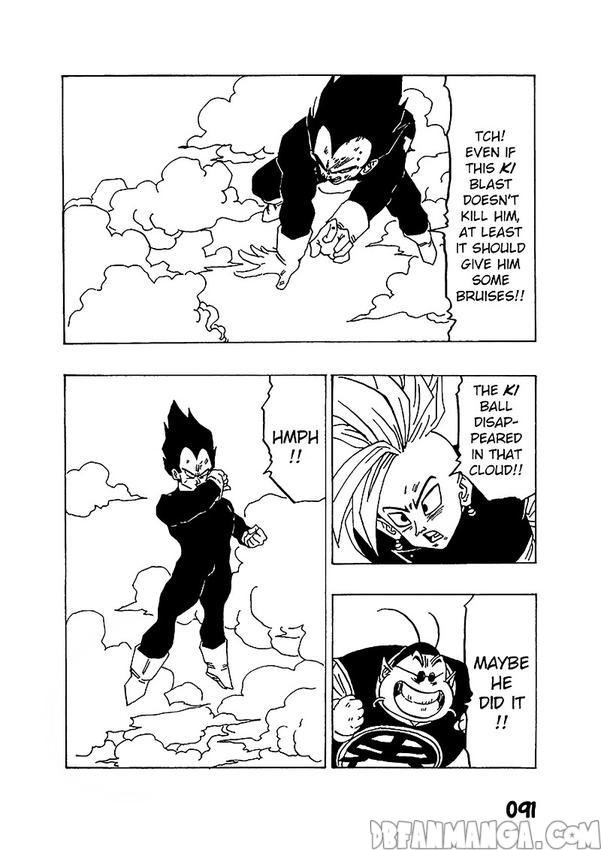 TCH!
EVEN IF
THIS KI
BLAST
DOESN'T
KILL HIM,
AT LEAST
IT SHOULD
GIVE HIM
SOME
BRUISES!!
HMPH
!!
THE KI
BALL
DISAP-
PEARED
IN THAT
CLOUD!!
MAYBE
HE
DID IT
!!
091
DBFANMANGA.COM